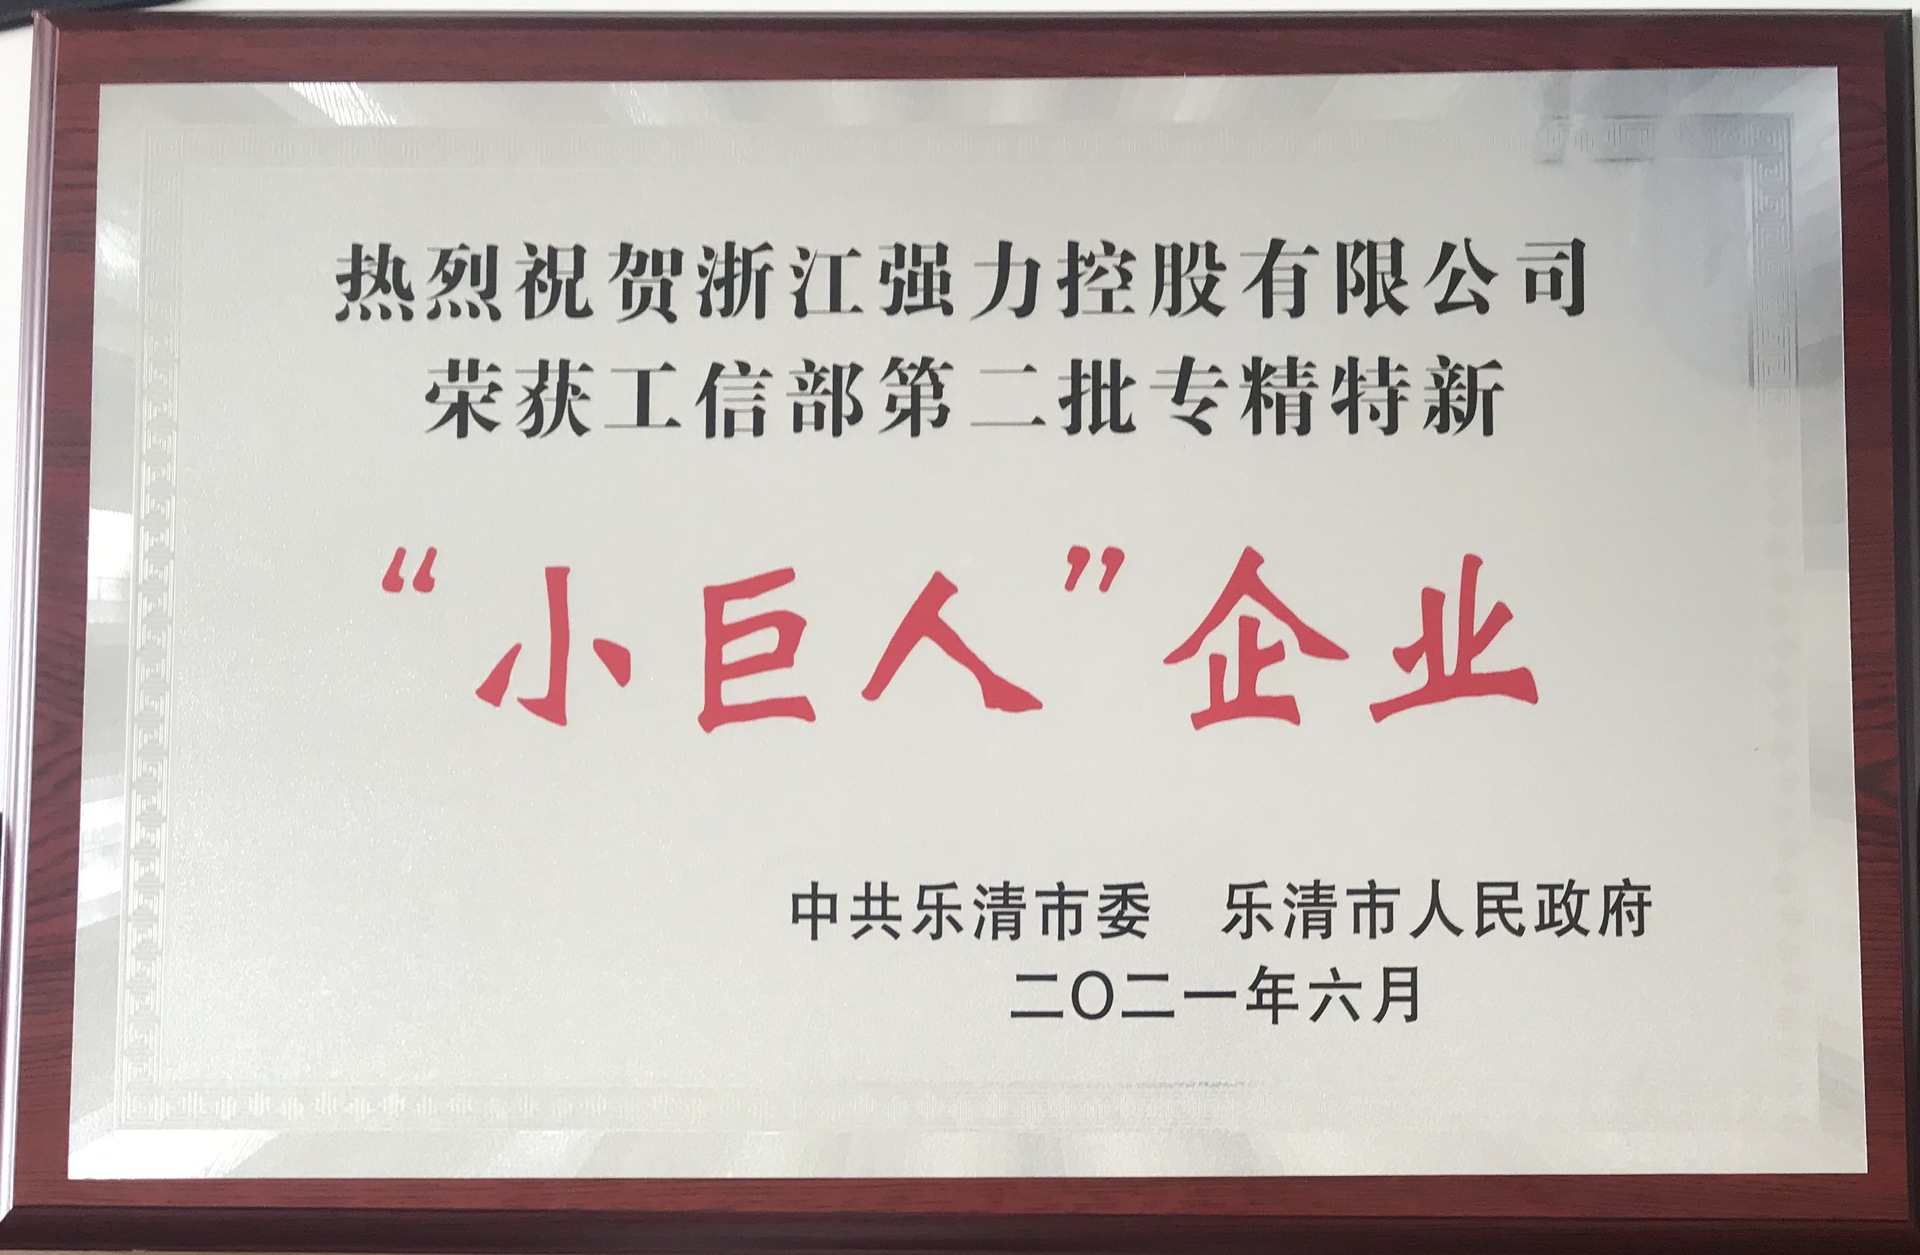 热烈祝贺浙江强力控股有限公司
荣获工信部第二批专精特新
“小巨人”企业
中共乐清市委 乐清市人民政府
二〇二一年六月